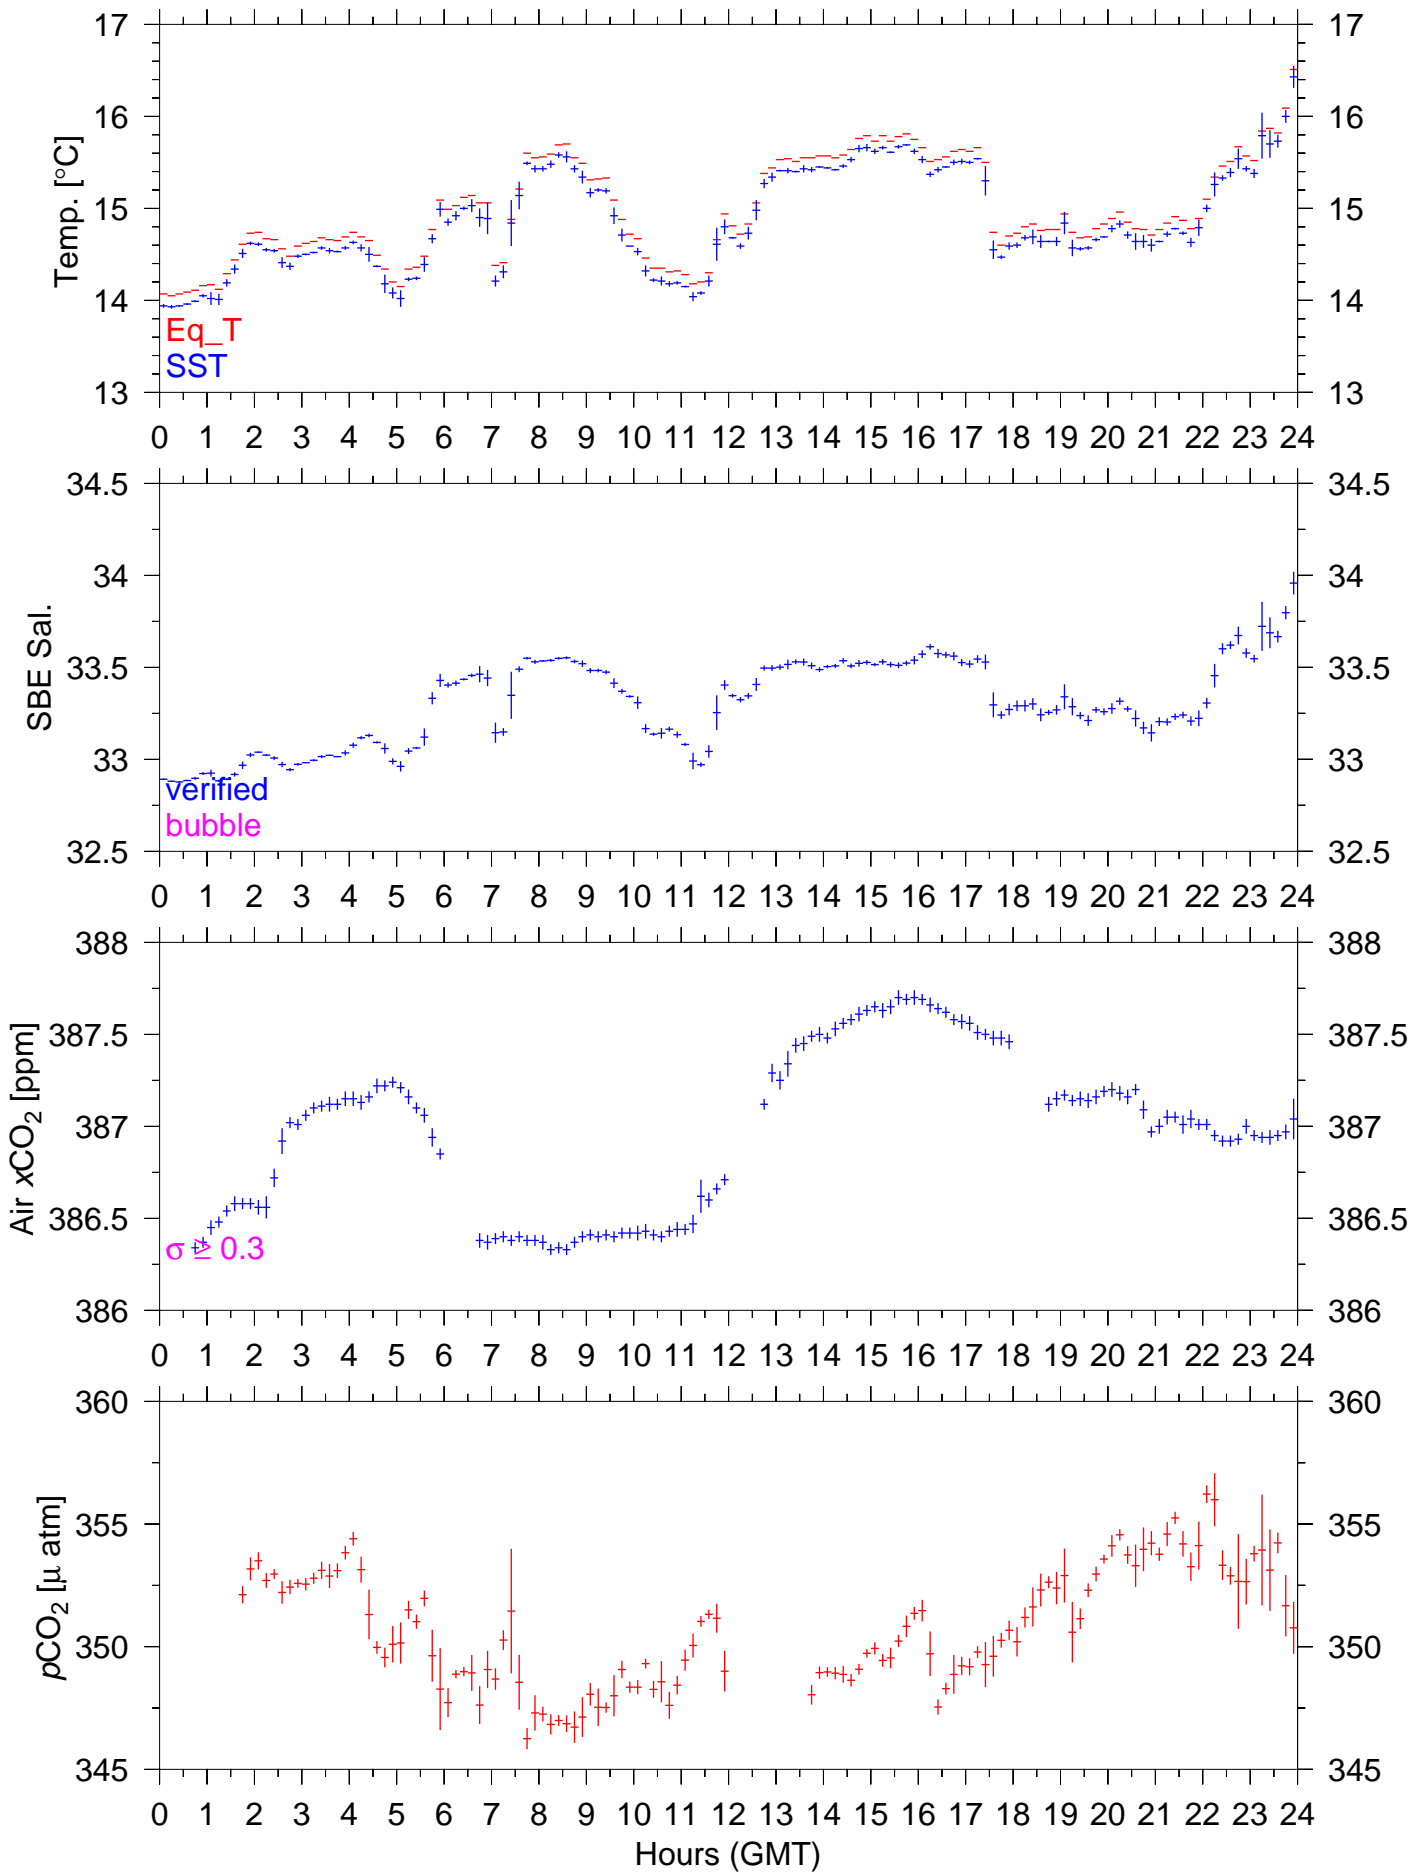 17 17
16 16
15 15
14 14
13 13
Temp. [°C]
Eq_T
SST
0 1 2 3 4 5 6 7 8 9 10 11 12 13 14 15 16 17 18 19 20 21 22 23 24
34.5 34.5
34 34
33.5 33.5
33 33
32.5 32.5
SBE Sal.
verified
bubble
0 1 2 3 4 5 6 7 8 9 10 11 12 13 14 15 16 17 18 19 20 21 22 23 24
388 388
387.5 387.5
387 387
386.5 386.5
386 386
Air xCO₂ [ppm]
σ ≥ 0.3
0 1 2 3 4 5 6 7 8 9 10 11 12 13 14 15 16 17 18 19 20 21 22 23 24
360 360
355 355
350 350
345 345
pCO₂ [μ atm]
0 1 2 3 4 5 6 7 8 9 10 11 12 13 14 15 16 17 18 19 20 21 22 23 24
Hours (GMT)